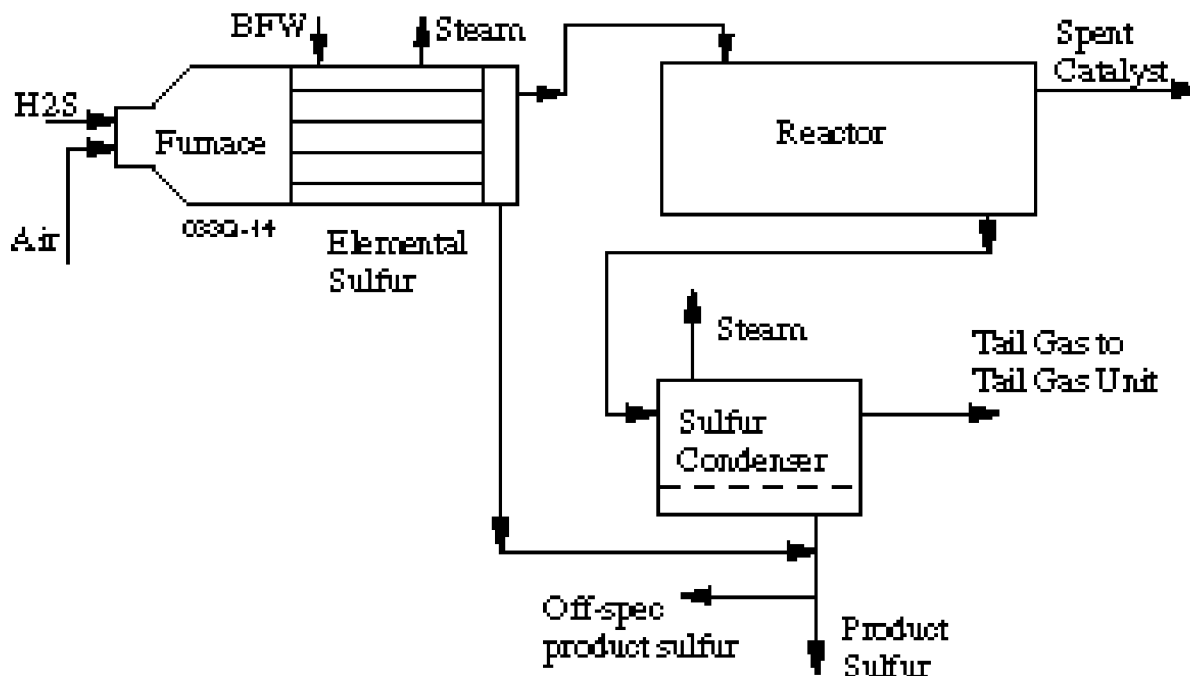 BFW
Steam
Spent
Catalyst
H2S
Furnace
Reactor
Air
033Q-14
Elemental
Sulfur
Steam
Tail Gas to
Tail Gas Unit
Sulfur
Condenser
Off-spec
product sulfur
Product
Sulfur